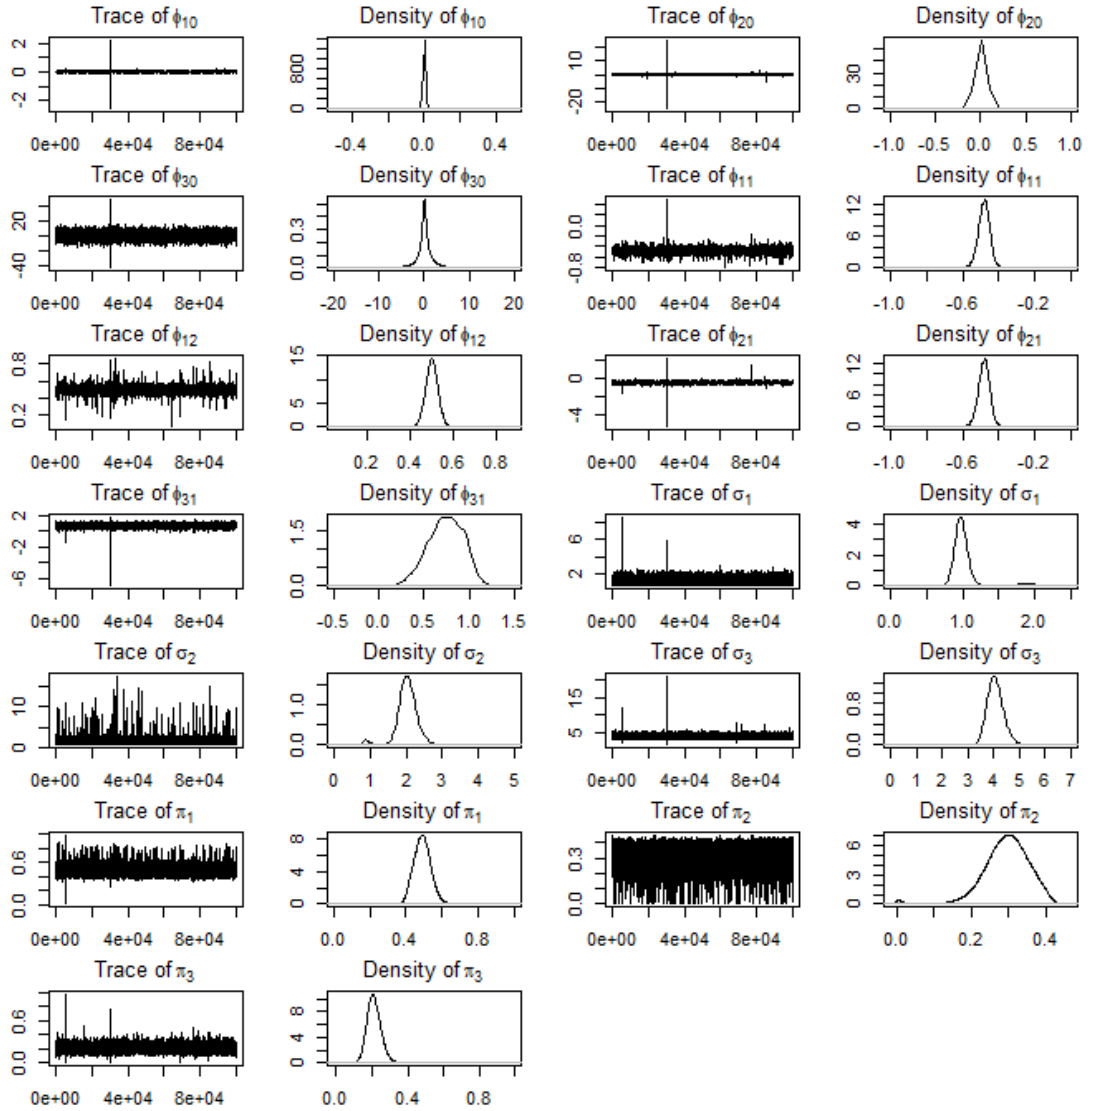 Trace of ϕ10 Density of ϕ10 Trace of ϕ20 Density of ϕ20
-2 0 2 0 800 -20 10 0 30
0e+00 4e+04 8e+04 -0.4 0.0 0.4 0e+00 4e+04 8e+04 -1.0 -0.5 0.0 0.5 1.0
Trace of ϕ30 Density of ϕ30 Trace of ϕ11 Density of ϕ11
-40 20 0.0 0.3 -0.8 0.0 0 6 12
0e+00 4e+04 8e+04 -20 -10 0 10 20 0e+00 4e+04 8e+04 -1.0 -0.6 -0.2
Trace of ϕ12 Density of ϕ12 Trace of ϕ21 Density of ϕ21
0.2 0.8 0 5 15 -4 0 0 6 12
0e+00 4e+04 8e+04 0.2 0.4 0.6 0.8 0e+00 4e+04 8e+04 -1.0 -0.6 -0.2
Trace of ϕ31 Density of ϕ31 Trace of σ1 Density of σ1
-6 -2 2 0.0 1.5 2 6 0 2 4
0e+00 4e+04 8e+04 -0.5 0.0 0.5 1.0 1.5 0e+00 4e+04 8e+04 0.0 1.0 2.0
Trace of σ2 Density of σ2 Trace of σ3 Density of σ3
0 10 0.0 1.0 5 15 0.0 0.8
0e+00 4e+04 8e+04 0 1 2 3 4 5 0e+00 4e+04 8e+04 0 1 2 3 4 5 6 7
Trace of π1 Density of π1 Trace of π2 Density of π2
0.0 0.6 0 4 8 0.0 0.3 0 3 6
0e+00 4e+04 8e+04 0.0 0.4 0.8 0e+00 4e+04 8e+04 0.0 0.2 0.4
Trace of π3 Density of π3
0.0 0.6 0 4 8
0e+00 4e+04 8e+04 0.0 0.4 0.8